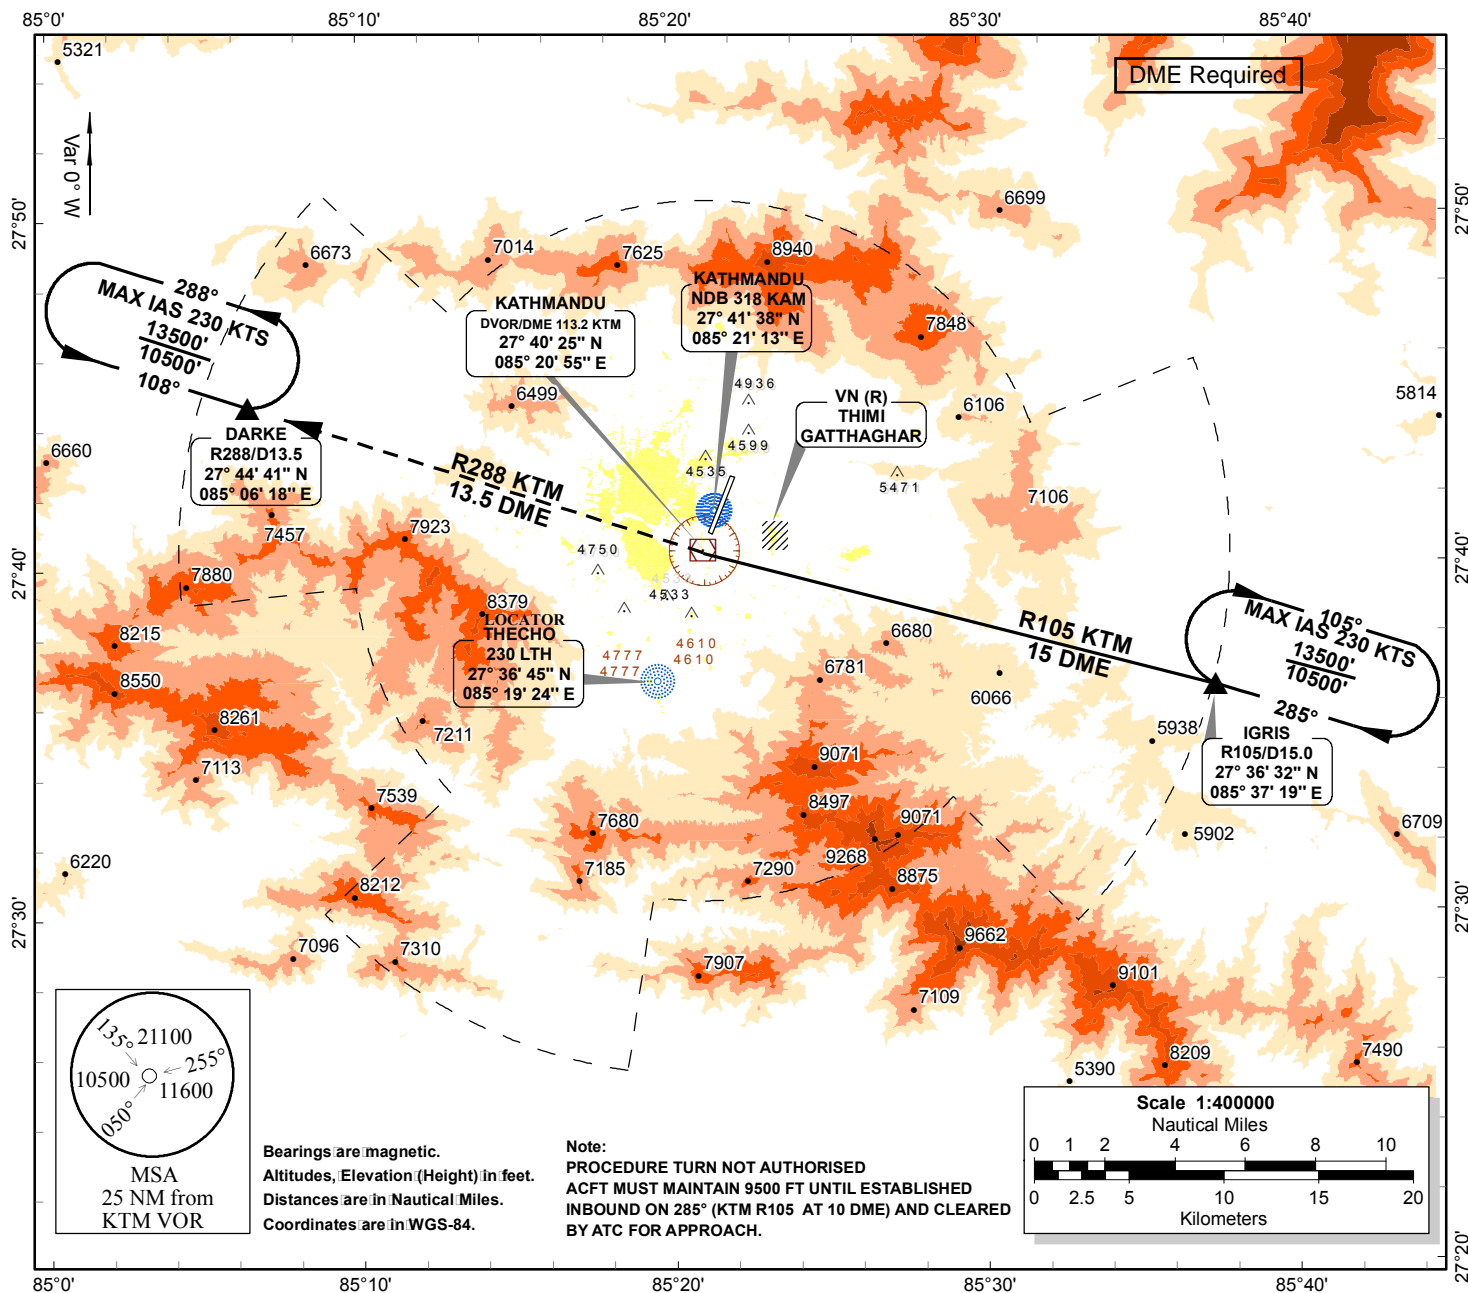 85°0'
85°10'
85°20'
85°30'
85°40'
5321
DME Required
Var 0° W
27°50'
27°50'
6699
6673
7014
7625
8940
288°
MAX IAS 230 KTS
13500'
10500'
108°
KATHMANDU
DVOR/DME 113.2 KTM
27° 40' 25" N
085° 20' 55" E
KATHMANDU
NDB 318 KAM
27° 41' 38" N
085° 21' 13" E
7848
6499
4936
4599
4535
VN (R)
THIMI
GATTHAGHAR
6106
5814
5471
DARKE
R288/D13.5
27° 44' 41" N
085° 06' 18" E
6660
R288 KTM
13.5 DME
7106
7457
7923
4750
27°40'
27°40'
7880
4533
4533
8379
LOCATOR
THECHO
230 LTH
27° 36' 45" N
085° 19' 24" E
4777
4777
4610
4610
6680
6781
R105 KTM
15 DME
6066
105°
MAX IAS 230 KTS
13500'
10500'
285°
8215
8550
8261
7211
7113
5938
IGRIS
R105/D15.0
27° 36' 32" N
085° 37' 19" E
9071
7539
7680
8497
9071
9268
5902
6709
6220
7185
7290
8875
8212
27°30'
27°30'
7096
7310
7907
9662
9101
7109
8209
7490
5390
135°
21100
255°
10500
11600
050°
MSA
25 NM from
KTM VOR
Bearings are magnetic.
Altitudes, Elevation (Height) in feet.
Distances are in Nautical Miles.
Coordinates are in WGS-84.
Note:
PROCEDURE TURN NOT AUTHORISED
ACFT MUST MAINTAIN 9500 FT UNTIL ESTABLISHED
INBOUND ON 285° (KTM R105 AT 10 DME) AND CLEARED
BY ATC FOR APPROACH.
Scale 1:400000
Nautical Miles
0 1 2 4 6 8 10
0 2.5 5 10 15 20
Kilometers
27°20'
85°0'
85°10'
85°20'
85°30'
85°40'